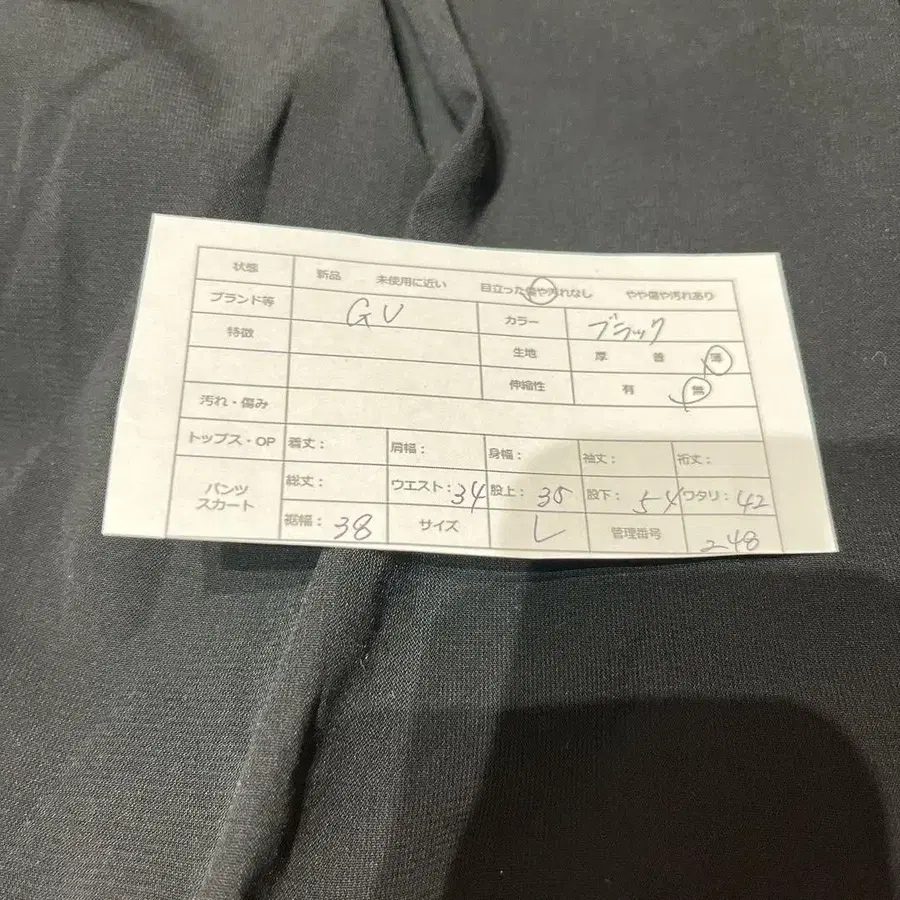 状態 新品 未使用に近い 目立った傷や汚れなし やや傷や汚れあり
ブランド等 GU カラー ブラック
特徴 生地 厚 普 薄
伸縮性 有 無
汚れ・傷み
トップス・OP 着丈: 肩幅: 身幅: 袖丈: 裄丈:
パンツ スカート 総丈: ウエスト:34 股上:35 股下:54 ワタリ:42
裾幅:38 サイズ L 管理番号 248